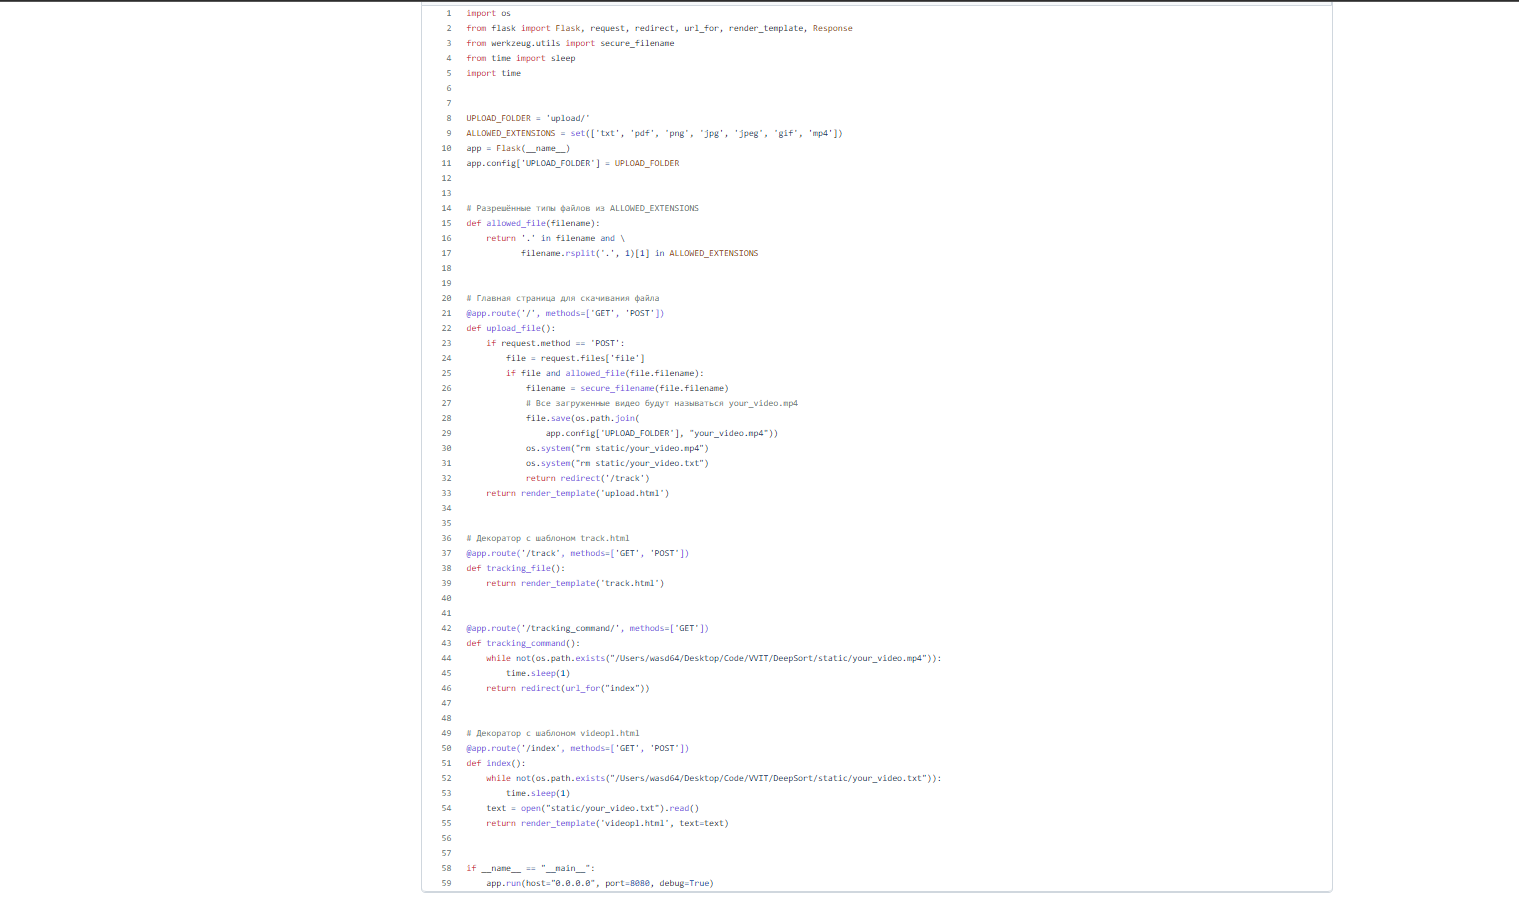 1 import os
2 from flask import Flask, request, redirect, url_for, render_template, Response
3 from werkzeug.utils import secure_filename
4 from time import sleep
5 import time
6
7
8 UPLOAD_FOLDER = 'upload/'
9 ALLOWED_EXTENSIONS = set(['txt', 'pdf', 'png', 'jpg', 'jpeg', 'gif', 'mp4'])
10 app = Flask(__name__)
11 app.config['UPLOAD_FOLDER'] = UPLOAD_FOLDER
12
13
14 # Разрешённые типы файлов из ALLOWED_EXTENSIONS
15 def allowed_file(filename):
16     return '.' in filename and \
17            filename.rsplit('.', 1)[1] in ALLOWED_EXTENSIONS
18
19
20 # Главная страница для скачивания файла
21 @app.route('/', methods=['GET', 'POST'])
22 def upload_file():
23     if request.method == 'POST':
24         file = request.files['file']
25         if file and allowed_file(file.filename):
26             filename = secure_filename(file.filename)
27             # Все загруженные видео будут называться your_video.mp4
28             file.save(os.path.join(
29                 app.config['UPLOAD_FOLDER'], "your_video.mp4"))
30             os.system("rm static/your_video.mp4")
31             os.system("rm static/your_video.txt")
32             return redirect('/track')
33     return render_template('upload.html')
34
35
36 # Декоратор с шаблоном track.html
37 @app.route('/track', methods=['GET', 'POST'])
38 def tracking_file():
39     return render_template('track.html')
40
41
42 @app.route('/tracking_command/', methods=['GET'])
43 def tracking_command():
44     while not(os.path.exists("/Users/wasd64/Desktop/Code/VVIT/DeepSort/static/your_video.mp4")):
45         time.sleep(1)
46     return redirect(url_for("index"))
47
48
49 # Декоратор с шаблоном videopl.html
50 @app.route('/index', methods=['GET', 'POST'])
51 def index():
52     while not(os.path.exists("/Users/wasd64/Desktop/Code/VVIT/DeepSort/static/your_video.txt")):
53         time.sleep(1)
54     text = open("static/your_video.txt").read()
55     return render_template('videopl.html', text=text)
56
57
58 if __name__ == "__main__":
59     app.run(host="0.0.0.0", port=8080, debug=True)